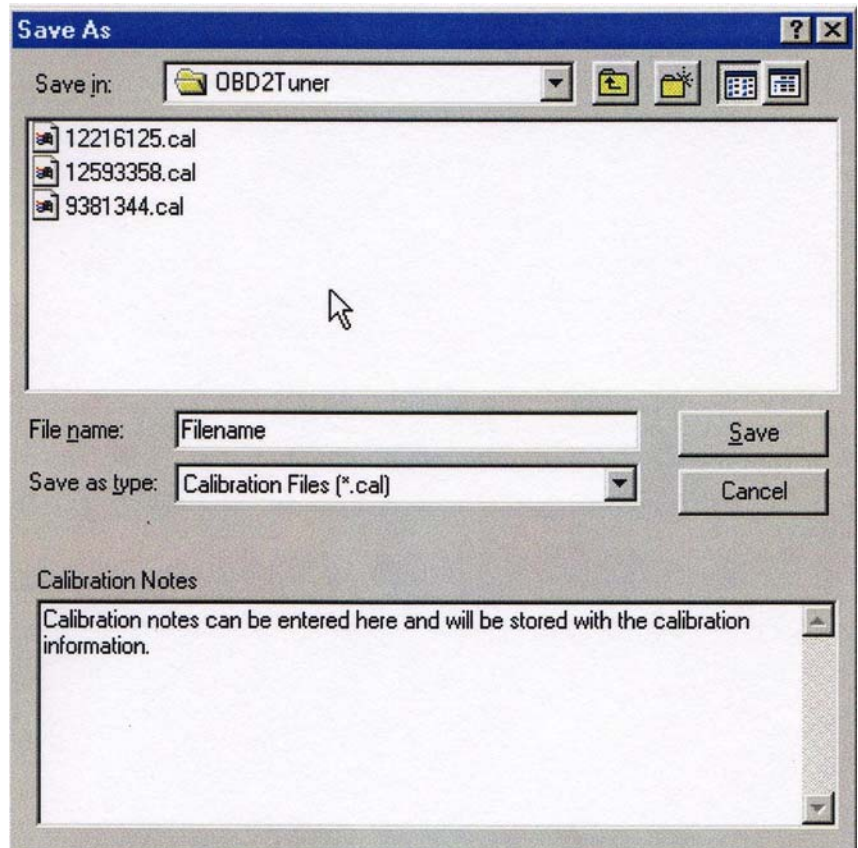 Save As
Save in: OBD2Tuner
12216125.cal
12593358.cal
9381344.cal
File name: Filename Save
Save as type: Calibration Files (*.cal) Cancel
Calibration Notes
Calibration notes can be entered here and will be stored with the calibration
information.